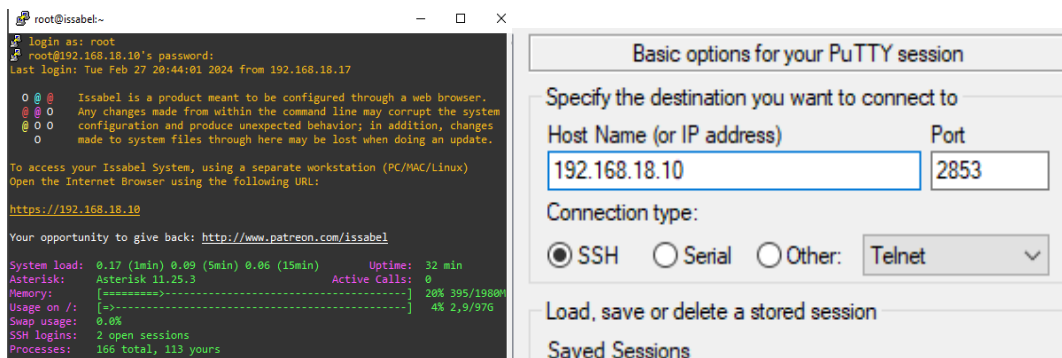 root@issabel:~
login as: root
root@192.168.18.10's password:
Last login: Tue Feb 27 20:44:01 2024 from 192.168.18.17
O @ @ Issabel is a product meant to be configured through a web browser.
@ @ O Any changes made from within the command line may corrupt the system
@ O O configuration and produce unexpected behavior; in addition, changes
O made to system files through here may be lost when doing an update.
To access your Issabel System, using a separate workstation (PC/MAC/Linux)
Open the Internet Browser using the following URL:
https://192.168.18.10
Your opportunity to give back: http://www.patreon.com/issabel
System load: 0.17 (1min) 0.09 (5min) 0.06 (15min) Uptime: 32 min
Asterisk: Asterisk 11.25.3 Active Calls: 0
Memory: [=========>------------------------------------------] 20% 395/1980M
Usage on /: [=>--------------------------------------------------] 4% 2,9/97G
Swap usage: 0.0%
SSH logins: 2 open sessions
Processes: 166 total, 113 yours
Basic options for your PuTTY session
Specify the destination you want to connect to
Host Name (or IP address) Port
192.168.18.10 2853
Connection type:
SSH Serial Other: Telnet
Load, save or delete a stored session
Saved Sessions